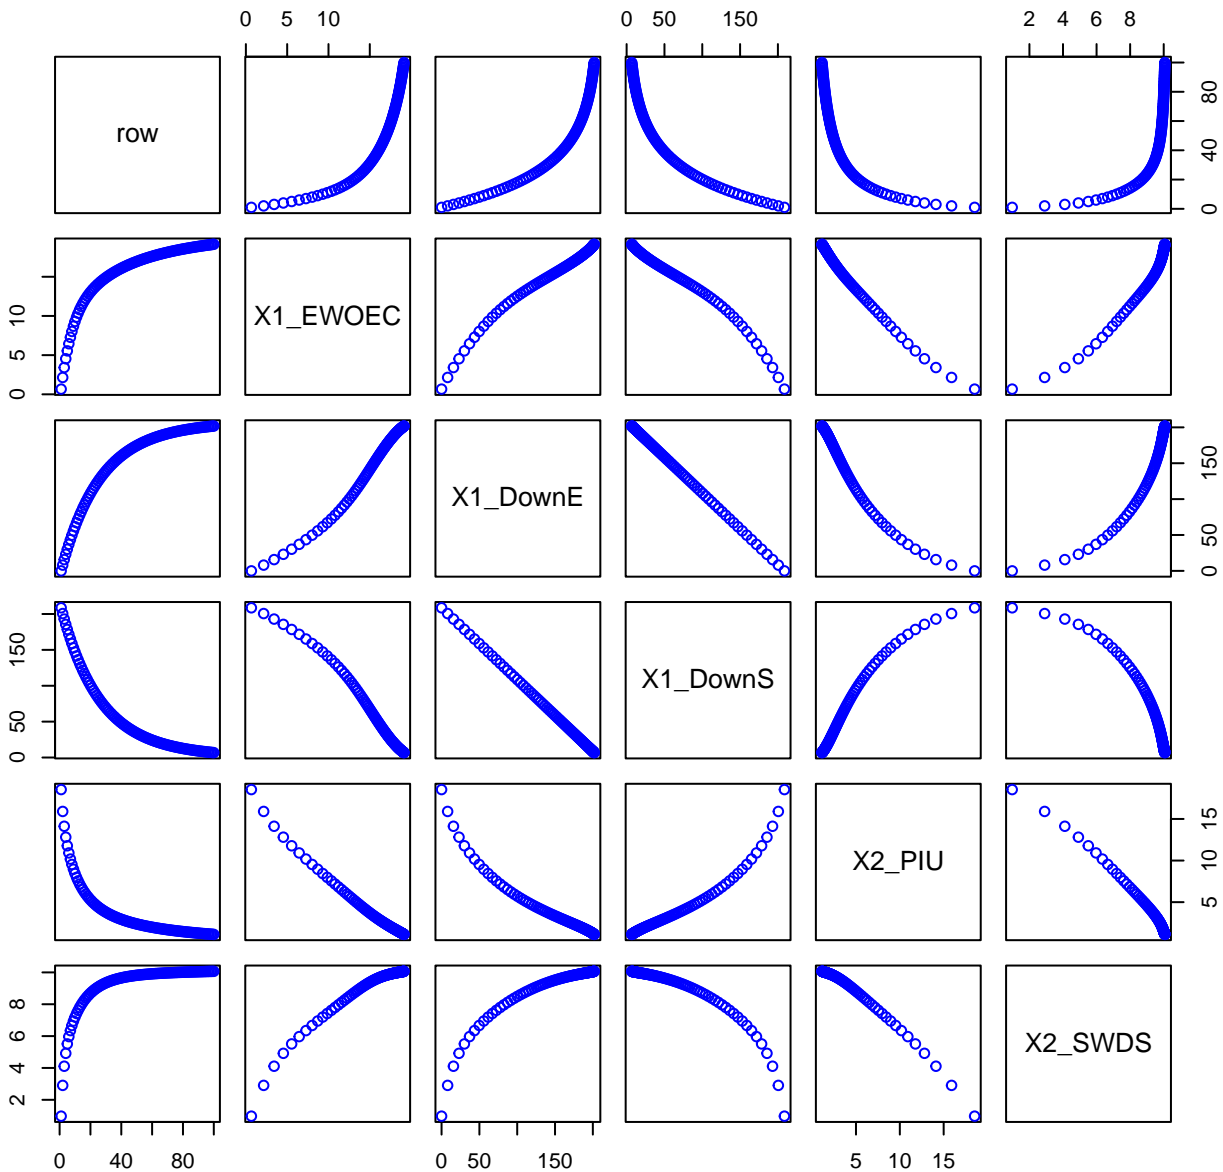 0 5 10 0 50 150 2 4 6 8
row 0 40 80
0 5 10 X1_EWOEC
X1_DownE 0 50 150
0 50 150 X1_DownS
X2_PIU 5 10 15
2 4 6 8 X2_SWDS
0 40 80 0 50 150 5 10 15